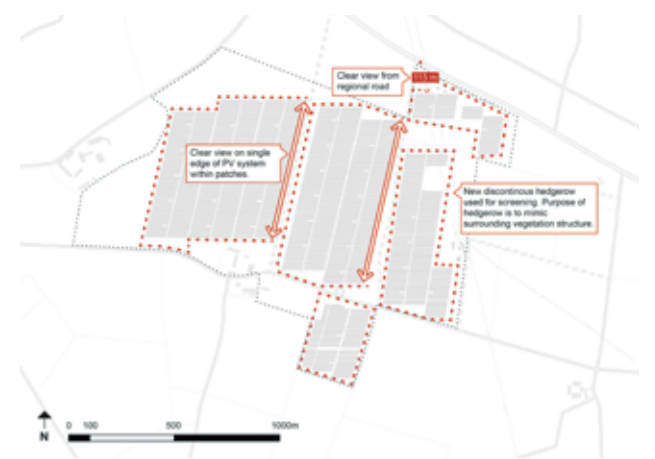 Clear view from
regional road
115 m
Clear view on single
edge of PV system
within patches.
New discontinous hedgerow
used for screening. Purpose of
hedgerow is to mimic
surrounding vegetation structure.
N
0 100 500 1000m